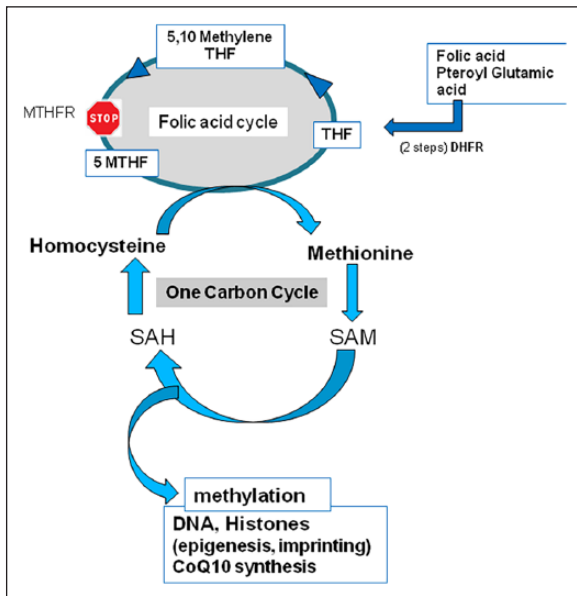 5,10 Methylene
THF
Folic acid
Pteroyl Glutamic
acid
MTHFR
STOP
Folic acid cycle
THF
(2 steps) DHFR
5 MTHF
Homocysteine
Methionine
One Carbon Cycle
SAH
SAM
methylation
DNA, Histones
(epigenesis, imprinting)
CoQ10 synthesis